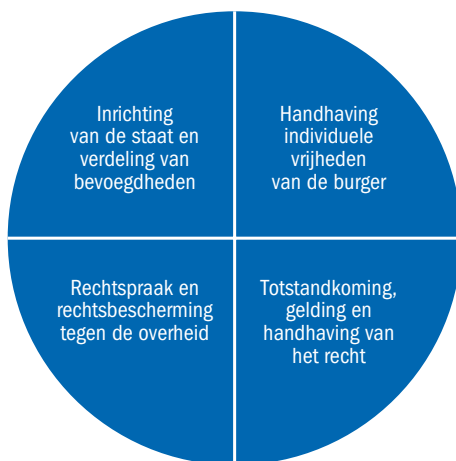 Inrichting
van de staat en
verdeling van
bevoegdheden
Handhaving
individuele
vrijheden
van de burger
Rechtspraak en
rechtsbescherming
tegen de overheid
Totstandkoming,
gelding en
handhaving van
het recht